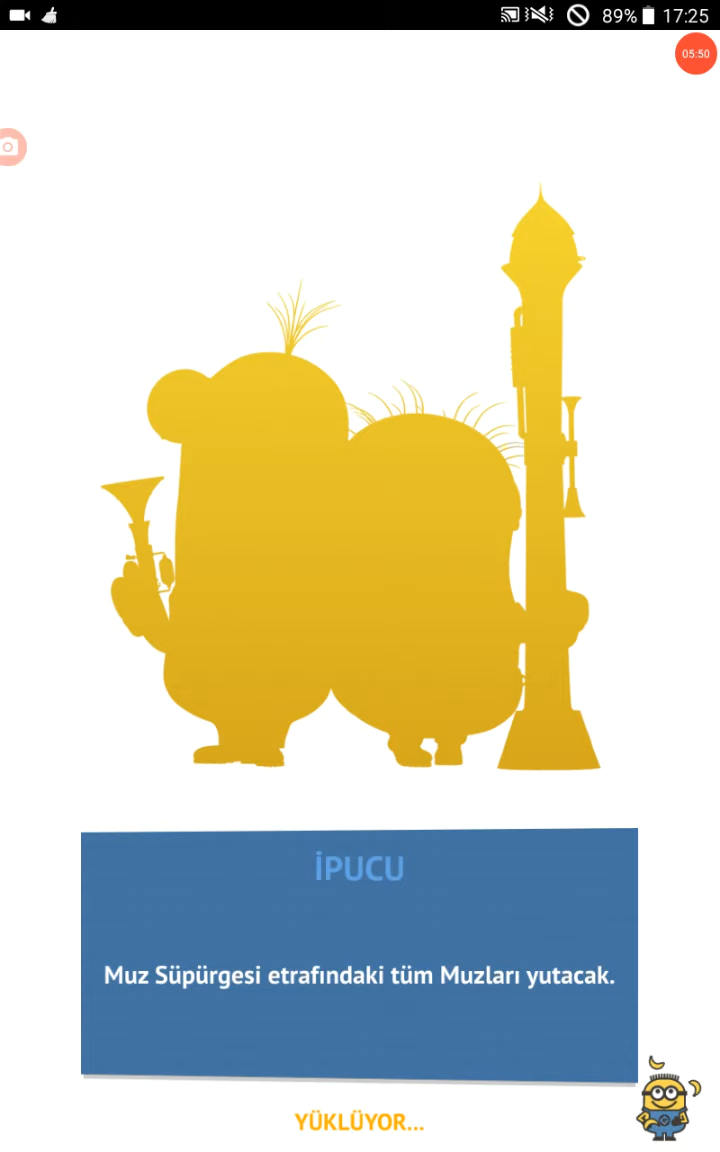 89% 17:25
05:50
İPUCU
Muz Süpürgesi etrafındaki tüm Muzları yutacak.
YÜKLÜYOR...